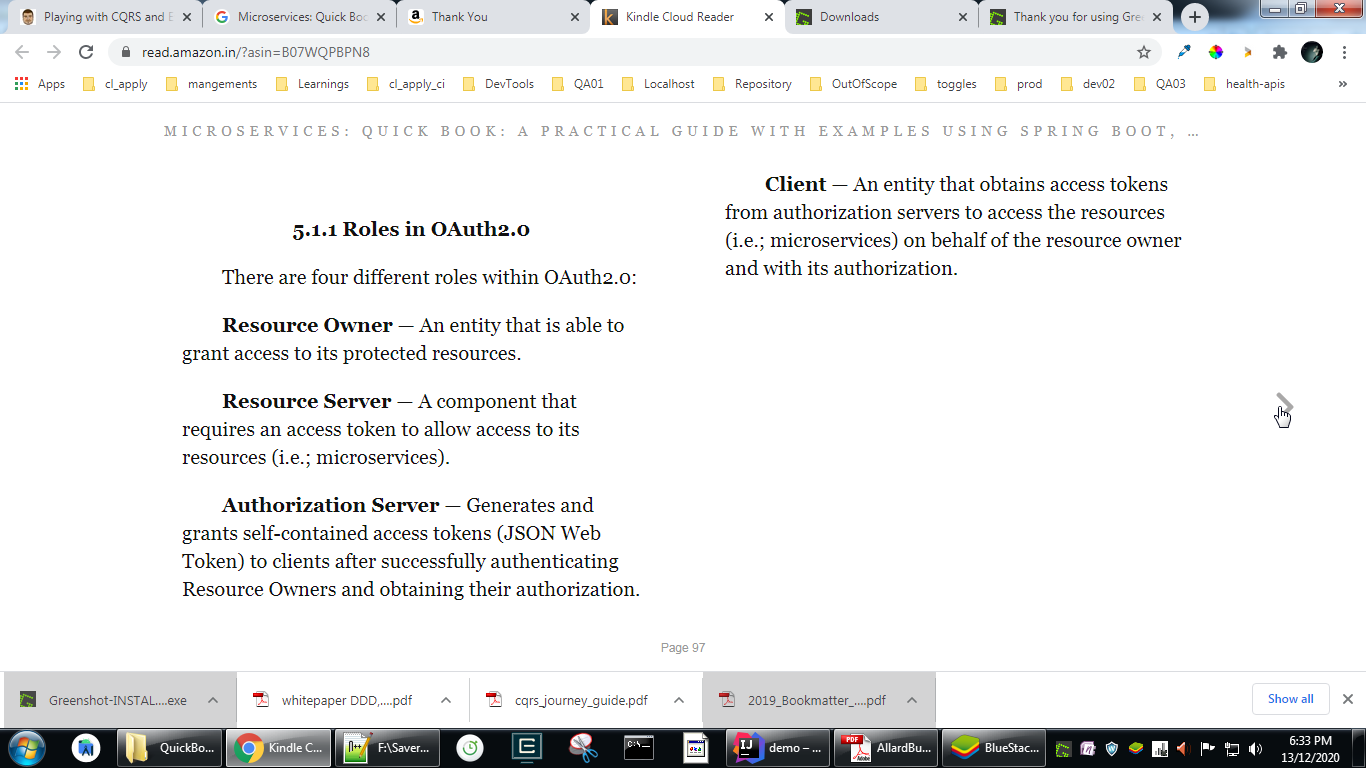 Playing with CQRS and E
Microservices: Quick Boo
Thank You
Kindle Cloud Reader
Downloads
Thank you for using Gre
read.amazon.in/?asin=B07WQPBPN8
Apps
cl_apply
mangements
Learnings
cl_apply_ci
DevTools
QA01
Localhost
Repository
OutOfScope
toggles
prod
dev02
QA03
health-apis
»
MICROSERVICES: QUICK BOOK: A PRACTICAL GUIDE WITH EXAMPLES USING SPRING BOOT, ...
5.1.1 Roles in OAuth2.0
There are four different roles within OAuth2.0:
Resource Owner — An entity that is able to
grant access to its protected resources.
Resource Server — A component that
requires an access token to allow access to its
resources (i.e.; microservices).
Authorization Server — Generates and
grants self-contained access tokens (JSON Web
Token) to clients after successfully authenticating
Resource Owners and obtaining their authorization.
Client — An entity that obtains access tokens
from authorization servers to access the resources
(i.e.; microservices) on behalf of the resource owner
and with its authorization.
Page 97
Greenshot-INSTAL....exe
whitepaper DDD,....pdf
cqrs_journey_guide.pdf
2019_Bookmatter_....pdf
Show all
QuickBo...
Kindle C...
F:\Saver...
demo – ...
AllardBu...
BlueStac...
6:33 PM
13/12/2020